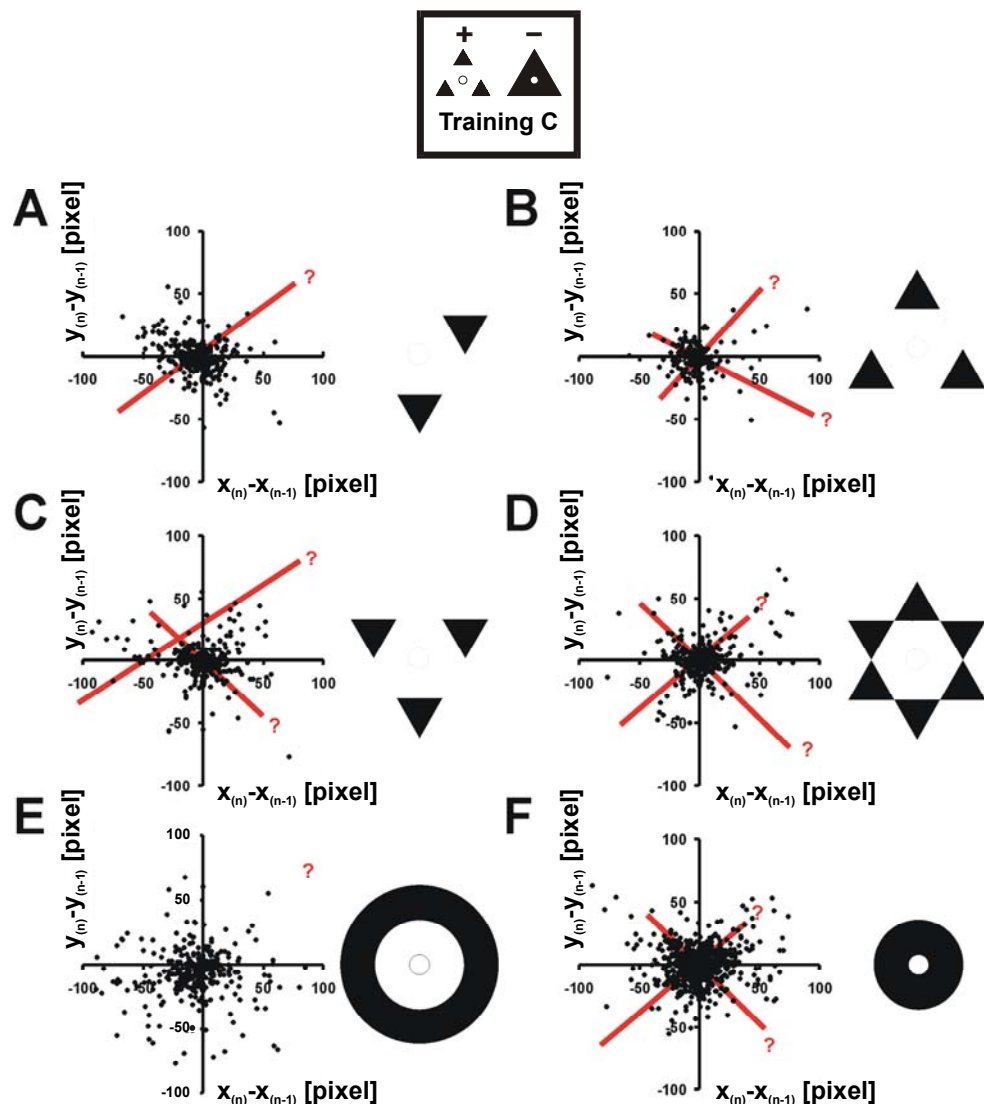 + −
Training C
A
y(n)-y(n-1) [pixel]
100
50
-100 -50 50 100
-50
-100
?
x(n)-x(n-1) [pixel]
B
y(n)-y(n-1) [pixel]
100
50
-100 -50 50 100
-50
-100
?
?
x(n)-x(n-1) [pixel]
C
y(n)-y(n-1) [pixel]
100
50
-100 -50 50 100
-50
-100
?
?
x(n)-x(n-1) [pixel]
D
y(n)-y(n-1) [pixel]
100
50
-100 -50 50 100
-50
-100
?
?
x(n)-x(n-1) [pixel]
E
y(n)-y(n-1) [pixel]
100
50
-100 -50 50 100
-50
-100
?
x(n)-x(n-1) [pixel]
F
y(n)-y(n-1) [pixel]
100
50
-100 -50 50 100
-50
-100
?
?
x(n)-x(n-1) [pixel]